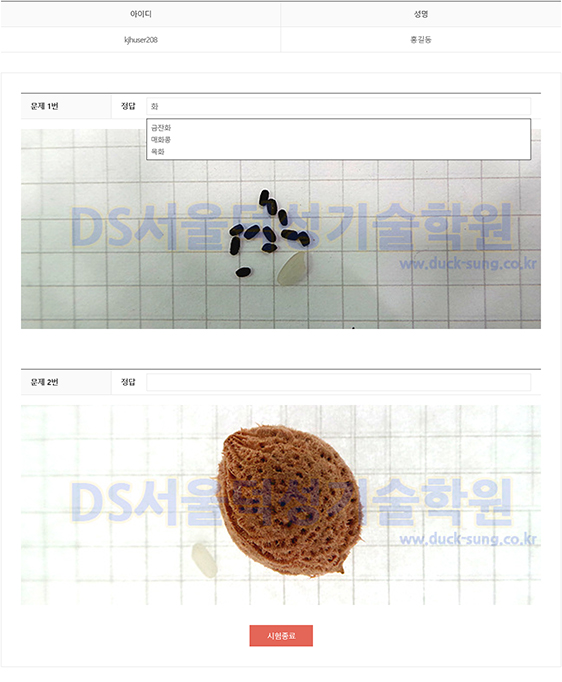 아이디 성명
kjhuser208 홍길동
문제 1번 정답 화
금잔화
매화콩
목화
DS서울덕성기술학원
www.duck-sung.co.kr
문제 2번 정답
DS서울덕성기술학원
www.duck-sung.co.kr
시험종료